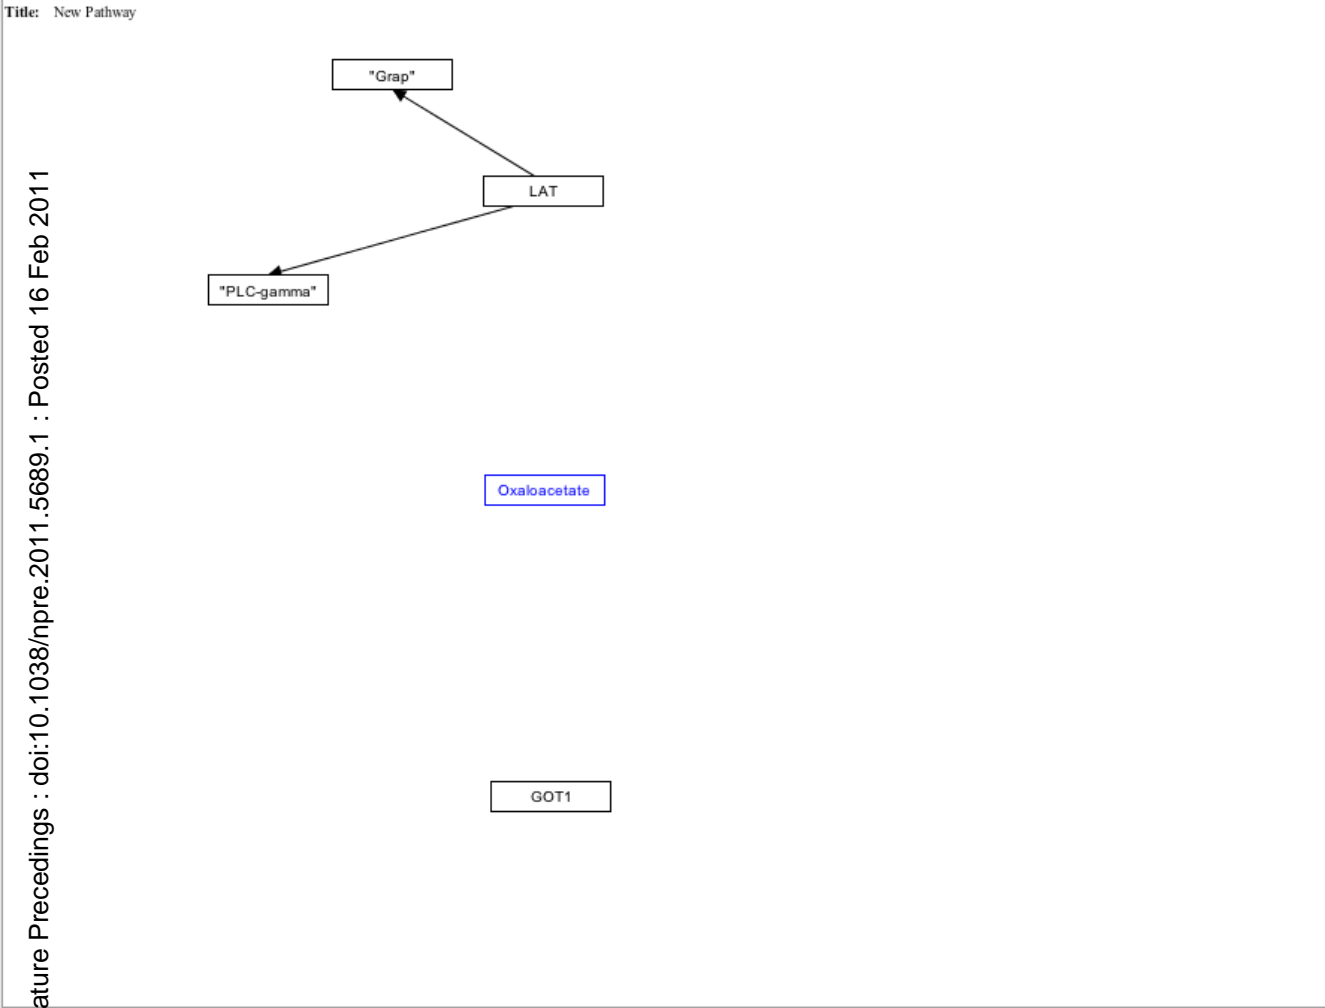 Title: New Pathway
"Grap"
LAT
"PLC-gamma"
Oxaloacetate
GOT1
ature Precedings : doi:10.1038/npre.2011.5689.1 : Posted 16 Feb 2011